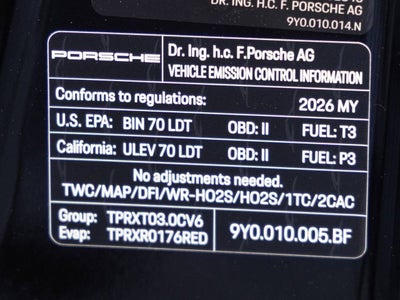 DR. ING. H.C. F. PORSCHE AG
9Y0.010.014.N
PORSCHE
Dr. Ing. h.c. F.Porsche AG
VEHICLE EMISSION CONTROL INFORMATION
Conforms to regulations: 2026 MY
U.S. EPA: BIN 70 LDT OBD: II FUEL: T3
California: ULEV 70 LDT OBD: II FUEL: P3
No adjustments needed.
TWC/MAP/DFI/WR-HO2S/HO2S/1TC/2CAC
Group: TPRXT03.0CV6
Evap: TPRXR0176RED
9Y0.010.005.BF